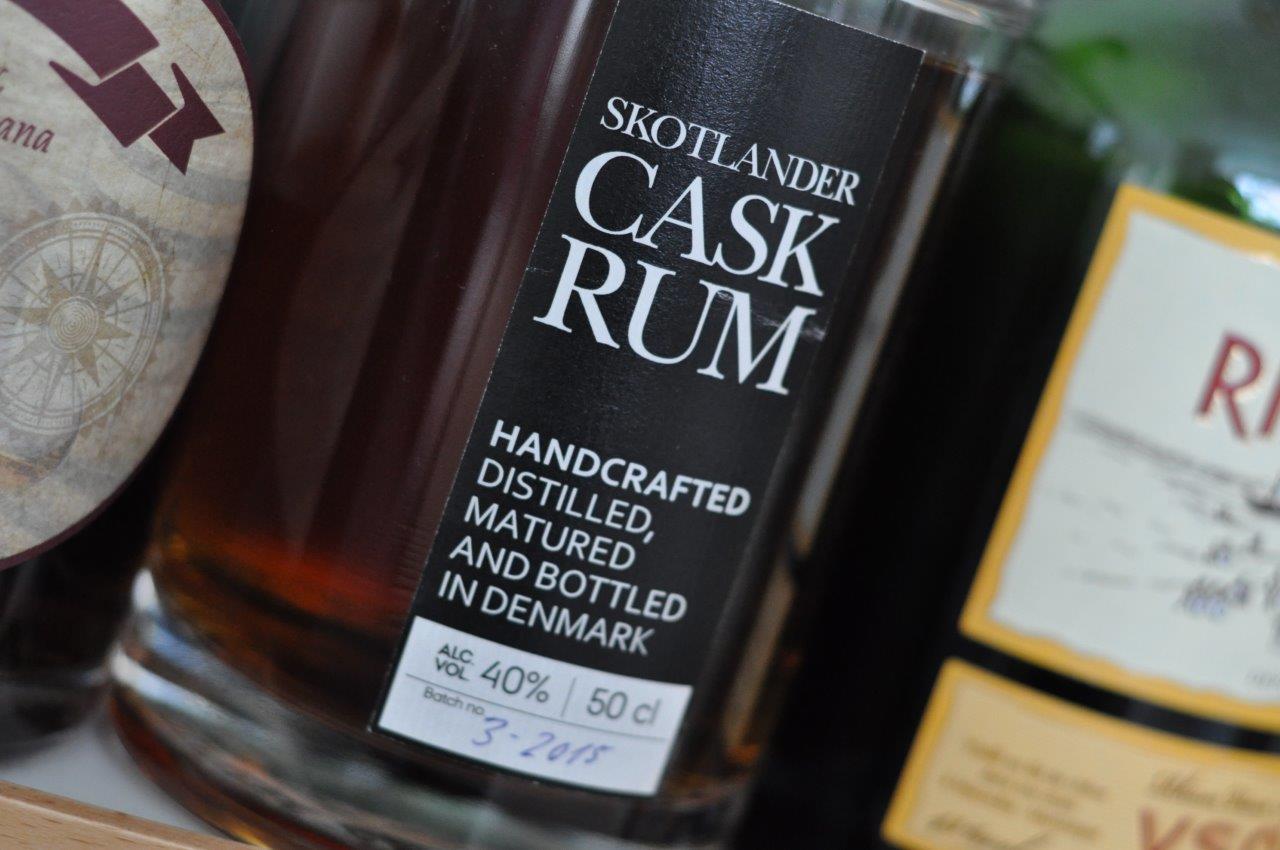 SKOTLANDER
CASK
RUM
HANDCRAFTED
DISTILLED,
MATURED
AND BOTTLED
IN DENMARK
ALC.
VOL. 40% | 50 cl
Batch no. 3-2015